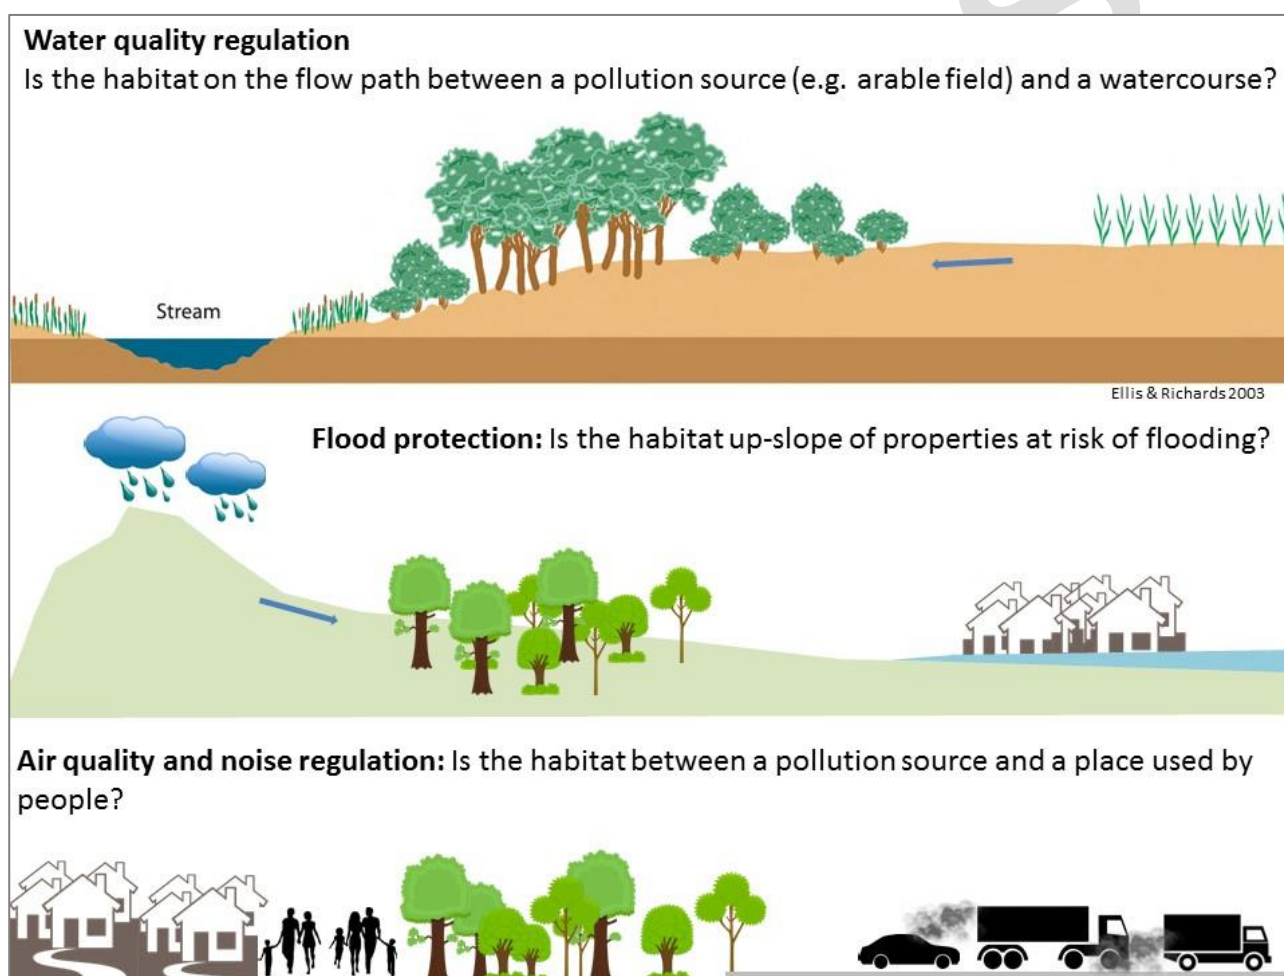 Water quality regulation
Is the habitat on the flow path between a pollution source (e.g. arable field) and a watercourse?
Stream
Ellis & Richards 2003
Flood protection: Is the habitat up-slope of properties at risk of flooding?
Air quality and noise regulation: Is the habitat between a pollution source and a place used by
people?